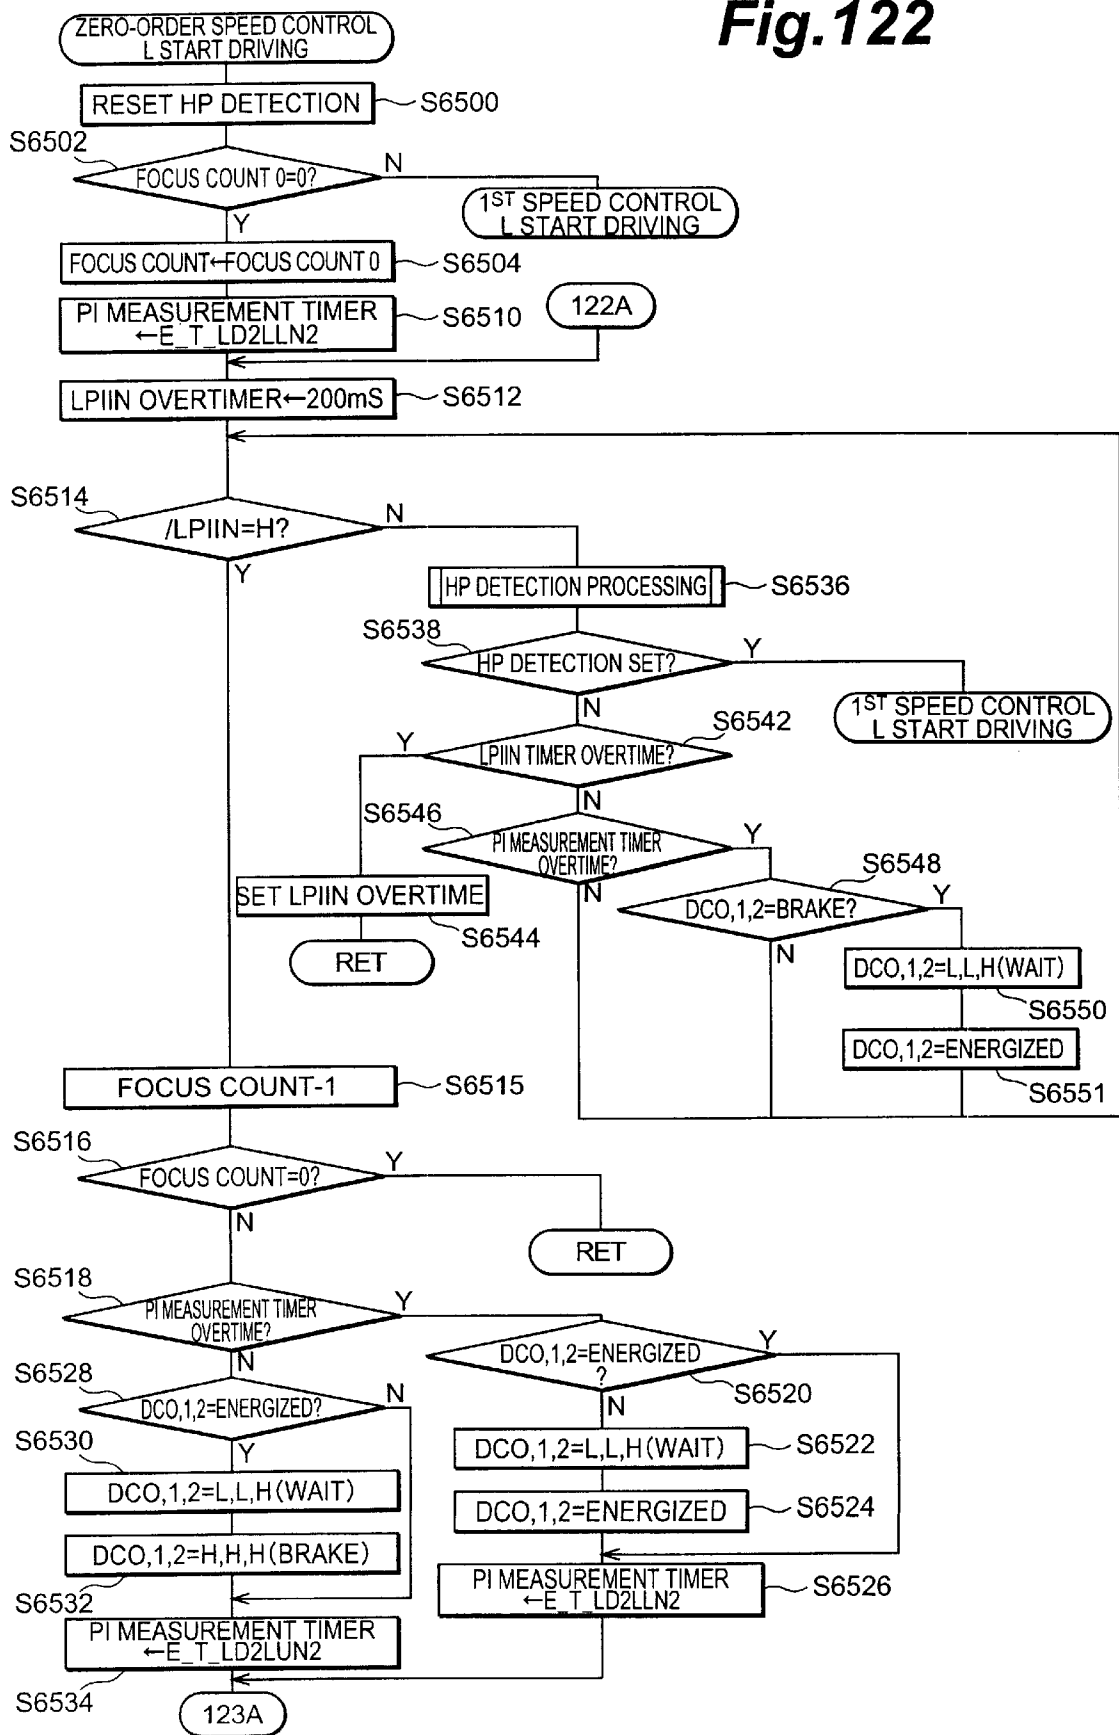 Fig.122
ZERO-ORDER SPEED CONTROL
L START DRIVING
RESET HP DETECTION
S6500
S6502
FOCUS COUNT 0=0?
N
Y
1ST SPEED CONTROL
L START DRIVING
FOCUS COUNT←FOCUS COUNT 0
S6504
PI MEASUREMENT TIMER
←E_T_LD2LLN2
S6510
122A
LPIIN OVERTIMER←200mS
S6512
S6514
/LPIIN=H?
N
Y
HP DETECTION PROCESSING
S6536
S6538
HP DETECTION SET?
Y
N
1ST SPEED CONTROL
L START DRIVING
S6542
LPIIN TIMER OVERTIME?
Y
N
S6546
PI MEASUREMENT TIMER
OVERTIME?
Y
N
SET LPIIN OVERTIME
S6544
RET
S6548
DCO,1,2=BRAKE?
Y
N
DCO,1,2=L,L,H(WAIT)
S6550
DCO,1,2=ENERGIZED
S6551
FOCUS COUNT-1
S6515
S6516
FOCUS COUNT=0?
Y
N
RET
S6518
PI MEASUREMENT TIMER
OVERTIME?
Y
N
DCO,1,2=ENERGIZED
?
Y
S6520
N
S6528
DCO,1,2=ENERGIZED?
N
Y
S6530
DCO,1,2=L,L,H(WAIT)
DCO,1,2=L,L,H(WAIT)
S6522
DCO,1,2=ENERGIZED
S6524
DCO,1,2=H,H,H(BRAKE)
S6532
PI MEASUREMENT TIMER
←E_T_LD2LLN2
S6526
PI MEASUREMENT TIMER
←E_T_LD2LUN2
S6534
123A